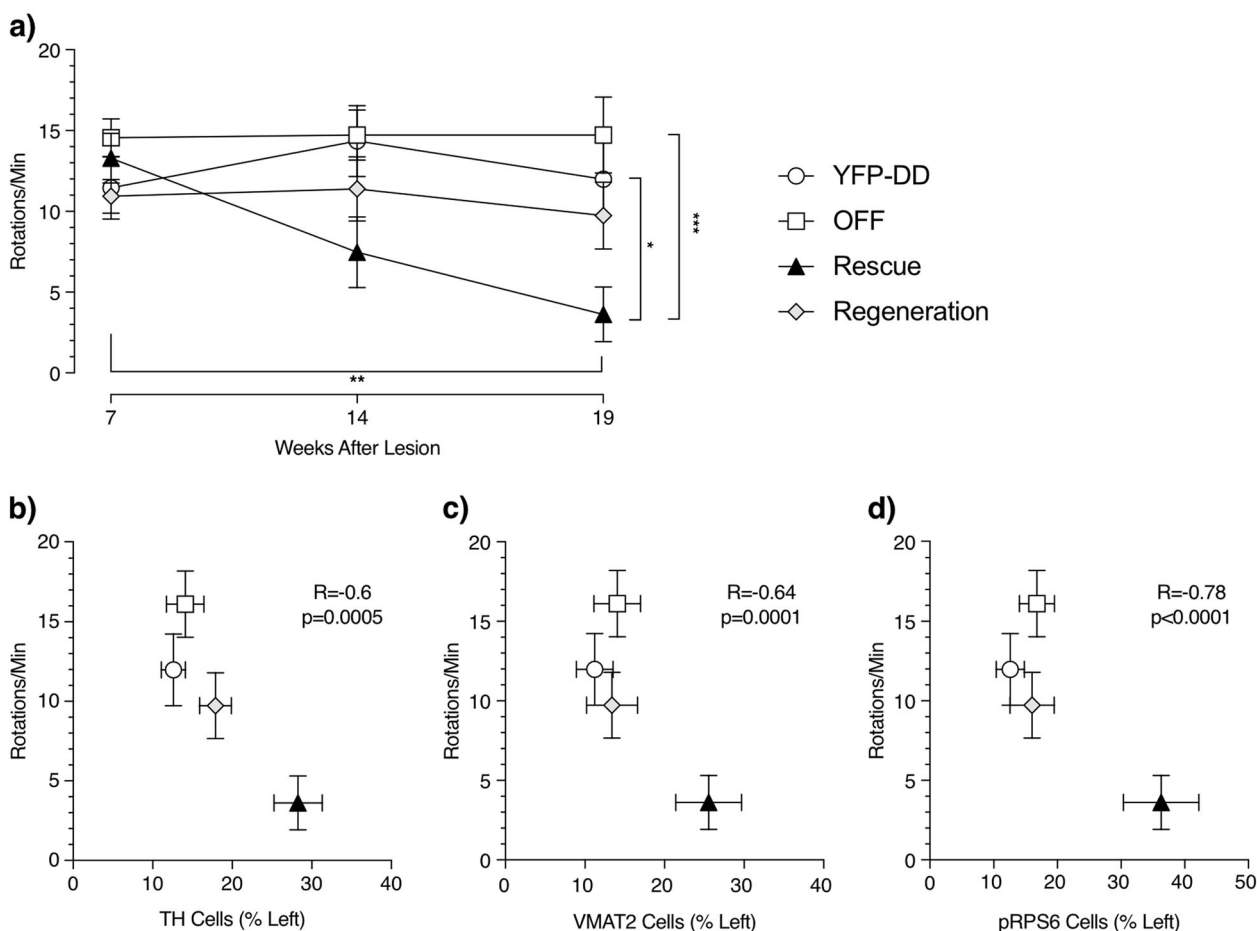 a)
20
15
10
5
0
Rotations/Min
*
***
**
7 14 19
Weeks After Lesion
YFP-DD
OFF
Rescue
Regeneration
b)
20
15
10
5
0
Rotations/Min
R=-0.6
p=0.0005
0 10 20 30 40
TH Cells (% Left)
c)
20
15
10
5
0
Rotations/Min
R=-0.64
p=0.0001
0 10 20 30 40
VMAT2 Cells (% Left)
d)
20
15
10
5
0
Rotations/Min
R=-0.78
p<0.0001
0 10 20 30 40 50
pRPS6 Cells (% Left)